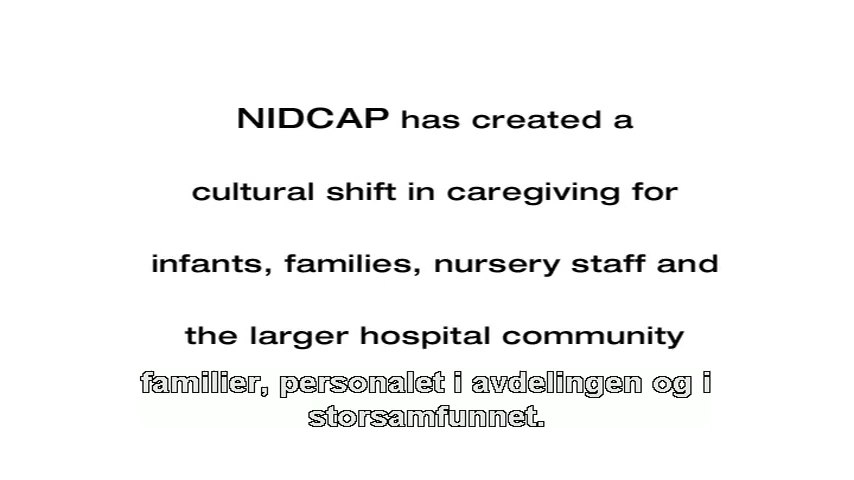 NIDCAP has created a
cultural shift in caregiving for
infants, families, nursery staff and
the larger hospital community
familier, personalet i avdelingen og i
storsamfunnet.